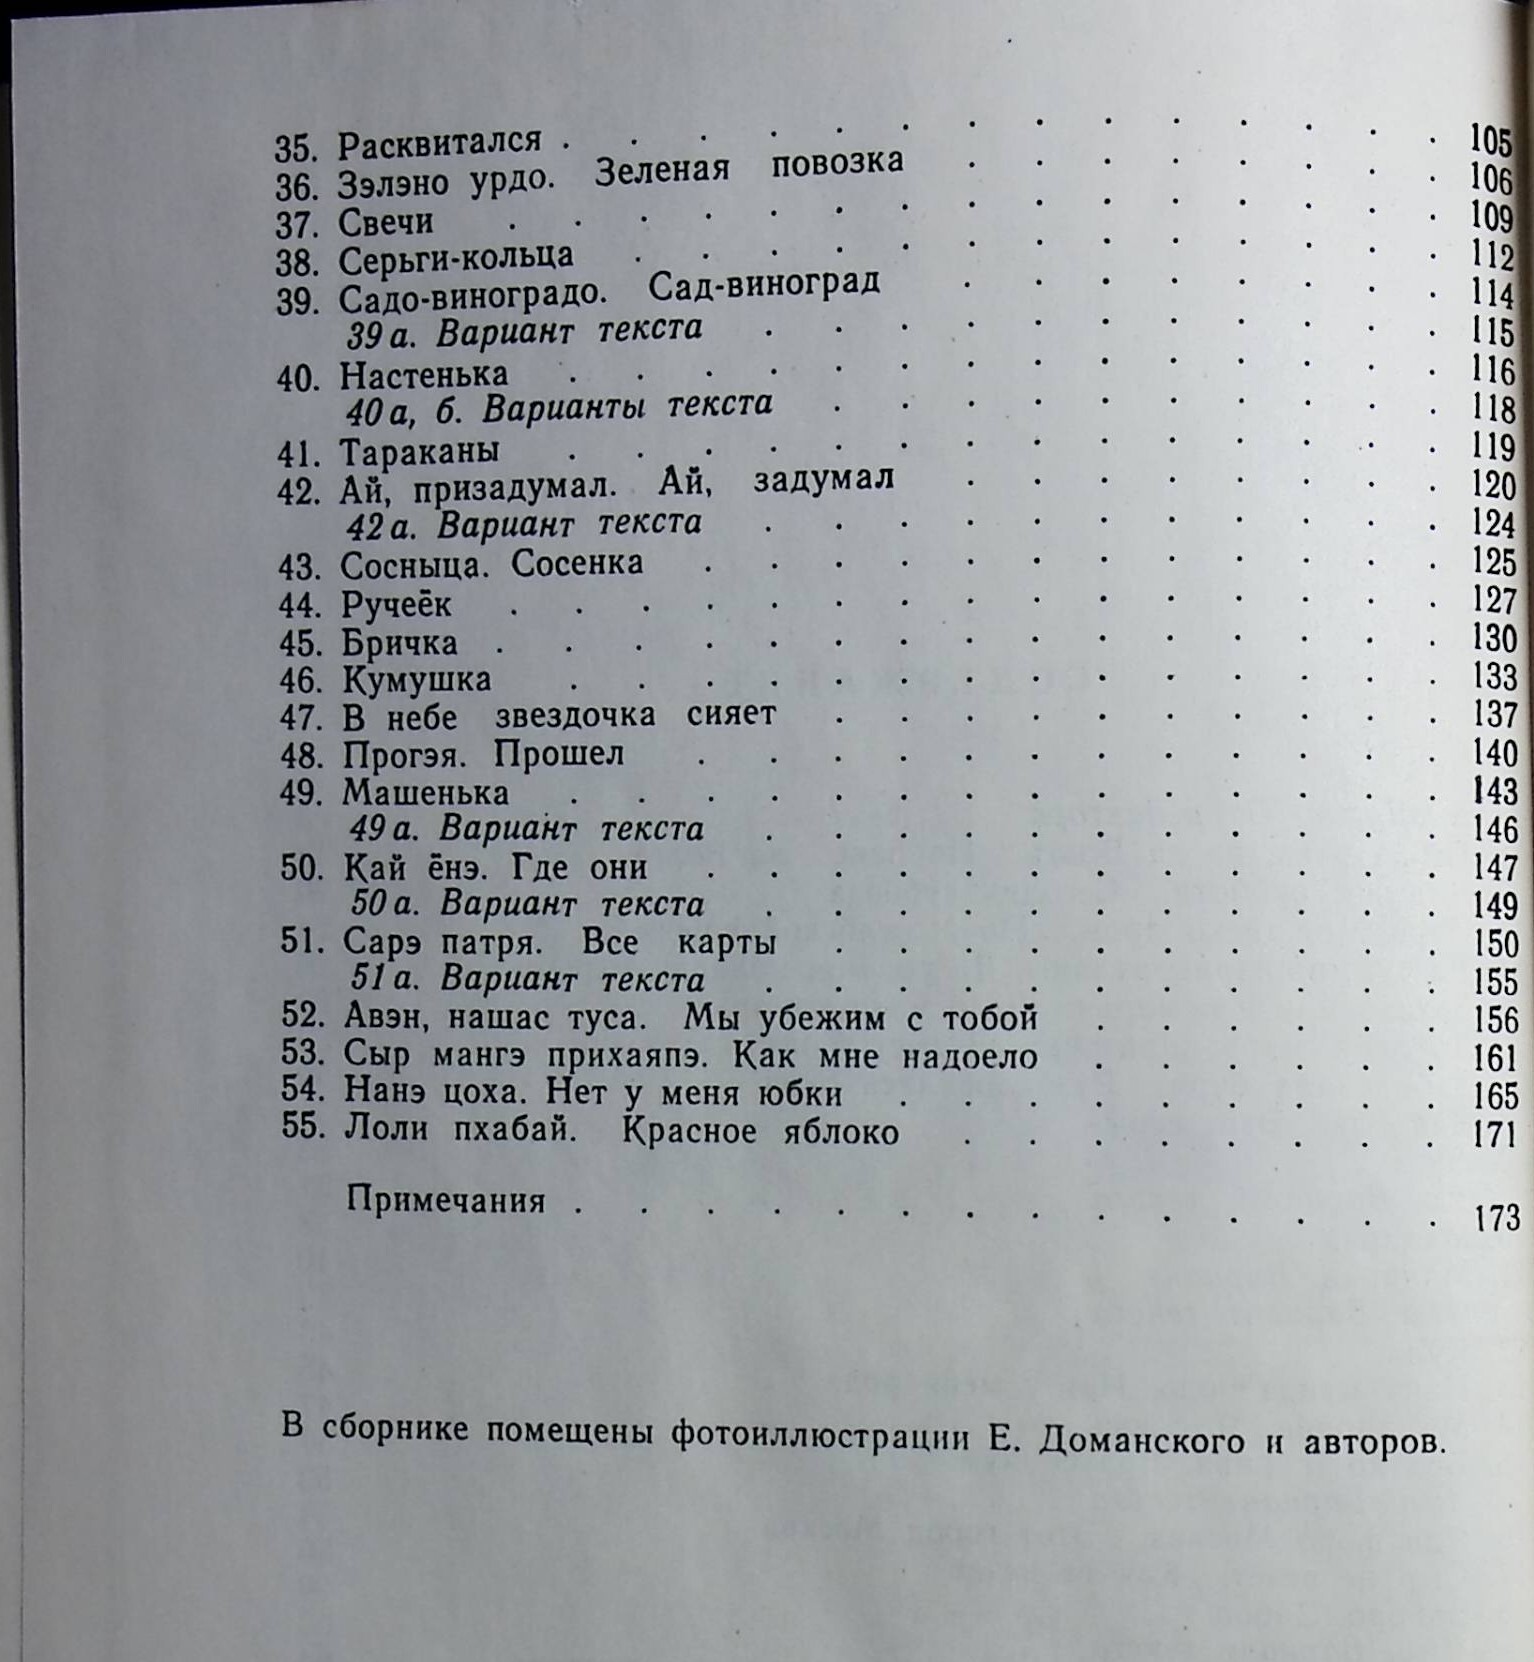 35. Расквитался . . . . . . . . . . . . . . 105
36. Зэлэно урдо. Зеленая повозка . . . . . . . . 106
37. Свечи . . . . . . . . . . . . . . . 109
38. Серьги-кольца . . . . . . . . . . . . . 112
39. Садо-виноградо. Сад-виноград . . . . . . . . 114
39 а. Вариант текста . . . . . . . . . . . 115
40. Настенька . . . . . . . . . . . . . . 116
40 а, б. Варианты текста . . . . . . . . . . 118
41. Тараканы . . . . . . . . . . . . . . 119
42. Ай, призадумал. Ай, задумал . . . . . . . . 120
42 а. Вариант текста . . . . . . . . . . . 124
43. Сосныца. Сосенка . . . . . . . . . . . . 125
44. Ручеёк . . . . . . . . . . . . . . . 127
45. Бричка . . . . . . . . . . . . . . . 130
46. Кумушка . . . . . . . . . . . . . . 133
47. В небе звездочка сияет . . . . . . . . . . 137
48. Прогэя. Прошел . . . . . . . . . . . . 140
49. Машенька . . . . . . . . . . . . . . 143
49 а. Вариант текста . . . . . . . . . . . 146
50. Кай ёнэ. Где они . . . . . . . . . . . . 147
50 а. Вариант текста . . . . . . . . . . . 149
51. Сарэ патря. Все карты . . . . . . . . . . 150
51 а. Вариант текста . . . . . . . . . . . 155
52. Авэн, нашас туса. Мы убежим с тобой . . . . . . 156
53. Сыр мангэ прихаяпэ. Как мне надоело . . . . . . 161
54. Нанэ цоха. Нет у меня юбки . . . . . . . . . 165
55. Лоли пхабай. Красное яблоко . . . . . . . . 171
Примечания . . . . . . . . . . . . . . 173
В сборнике помещены фотоиллюстрации Е. Доманского и авторов.